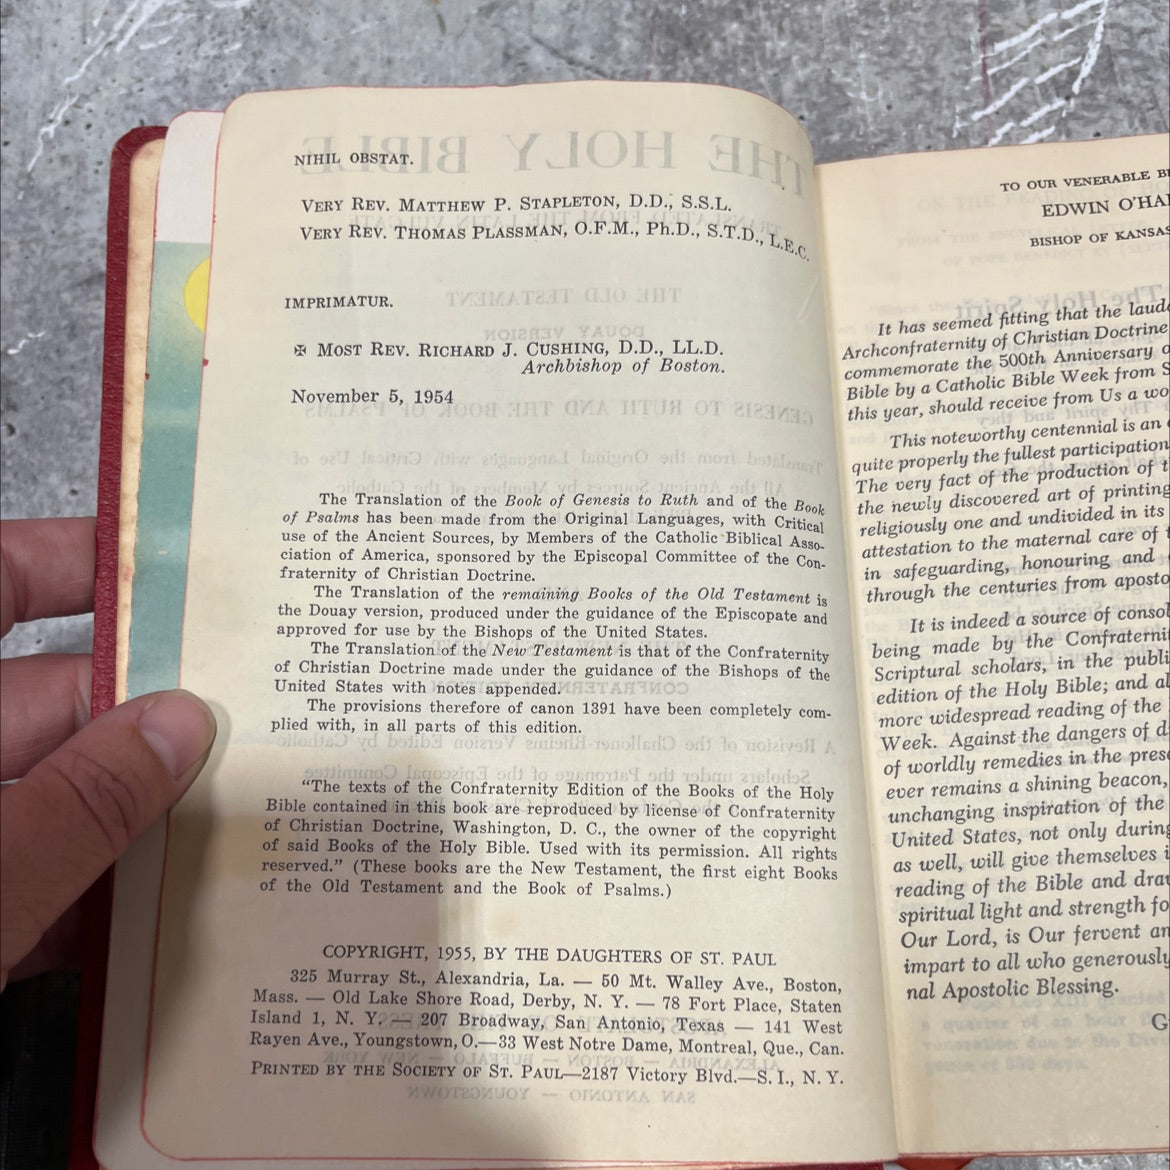 NIHIL OBSTAT.
VERY REV. MATTHEW P. STAPLETON, D.D., S.S.L.
VERY REV. THOMAS PLASSMAN, O.F.M., Ph.D., S.T.D., L.E.C.
IMPRIMATUR.
✠ MOST REV. RICHARD J. CUSHING, D.D., LL.D.
Archbishop of Boston.
November 5, 1954
The Translation of the Book of Genesis to Ruth and of the Book
of Psalms has been made from the Original Languages, with Critical
use of the Ancient Sources, by Members of the Catholic Biblical Asso-
ciation of America, sponsored by the Episcopal Committee of the Con-
fraternity of Christian Doctrine.
The Translation of the remaining Books of the Old Testament is
the Douay version, produced under the guidance of the Episcopate and
approved for use by the Bishops of the United States.
The Translation of the New Testament is that of the Confraternity
of Christian Doctrine made under the guidance of the Bishops of the
United States with notes appended.
The provisions therefore of canon 1391 have been completely com-
plied with, in all parts of this edition.
"The texts of the Confraternity Edition of the Books of the Holy
Bible contained in this book are reproduced by license of Confraternity
of Christian Doctrine, Washington, D. C., the owner of the copyright
of said Books of the Holy Bible. Used with its permission. All rights
reserved." (These books are the New Testament, the first eight Books
of the Old Testament and the Book of Psalms.)
COPYRIGHT, 1955, BY THE DAUGHTERS OF ST. PAUL
325 Murray St., Alexandria, La. — 50 Mt. Walley Ave., Boston,
Mass. — Old Lake Shore Road, Derby, N. Y. — 78 Fort Place, Staten
Island 1, N. Y. — 207 Broadway, San Antonio, Texas — 141 West
Rayen Ave., Youngstown, O.—33 West Notre Dame, Montreal, Que., Can.
PRINTED BY THE SOCIETY OF ST. PAUL—2187 Victory Blvd.—S. I., N. Y.
TO OUR VENERABLE
EDWIN O'HA
BISHOP OF KANSAS
It has seemed fitting that the laud
Archconfraternity of Christian Doctrine
commemorate the 500th Anniversary
Bible by a Catholic Bible Week from S
this year, should receive from Us a wo
This noteworthy centennial is an
quite properly the fullest participation
The very fact of the production of t
the newly discovered art of printing
religiously one and undivided in its
attestation to the maternal care of
in safeguarding, honouring and
through the centuries from aposto
It is indeed a source of consol
being made by the Confraternit
Scriptural scholars, in the publi
edition of the Holy Bible; and al
more widespread reading of the
Week. Against the dangers of d
of worldly remedies in the prese
ever remains a shining beacon,
unchanging inspiration of the
United States, not only during
as well, will give themselves
reading of the Bible and draw
spiritual light and strength fo
Our Lord, is Our fervent an
impart to all who generously
nal Apostolic Blessing.
G